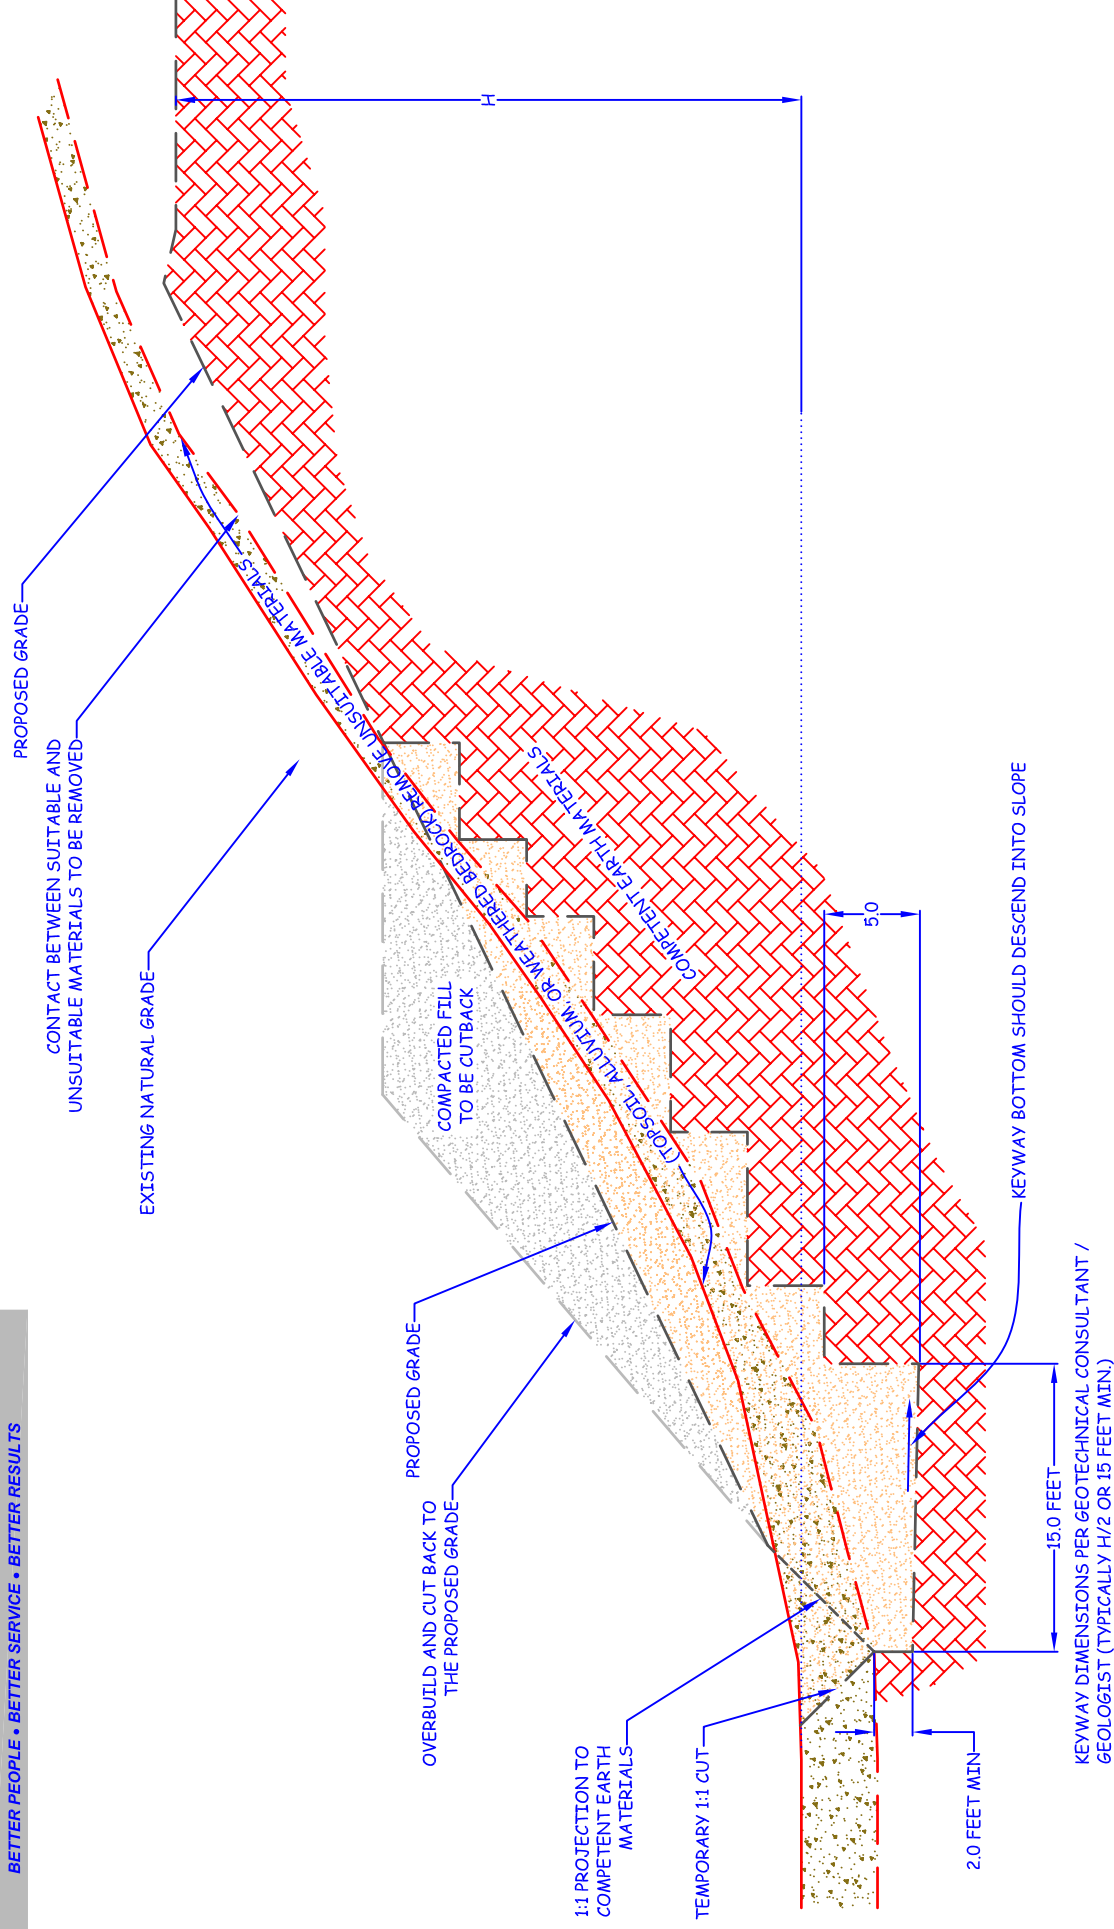 BETTER PEOPLE • BETTER SERVICE • BETTER RESULTS
PROPOSED GRADE
CONTACT BETWEEN SUITABLE AND
UNSUITABLE MATERIALS TO BE REMOVED
EXISTING NATURAL GRADE
H
(TOPSOIL, ALLUVIUM, OR WEATHERED BEDROCK) REMOVE UNSUITABLE MATERIALS
COMPETENT EARTH MATERIALS
COMPACTED FILL
TO BE CUTBACK
PROPOSED GRADE
OVERBUILD AND CUT BACK TO
THE PROPOSED GRADE
1:1 PROJECTION TO
COMPETENT EARTH
MATERIALS
TEMPORARY 1:1 CUT
5.0
2.0 FEET MIN
15.0 FEET
KEYWAY BOTTOM SHOULD DESCEND INTO SLOPE
KEYWAY DIMENSIONS PER GEOTECHNICAL CONSULTANT /
GEOLOGIST (TYPICALLY H/2 OR 15 FEET MIN.)